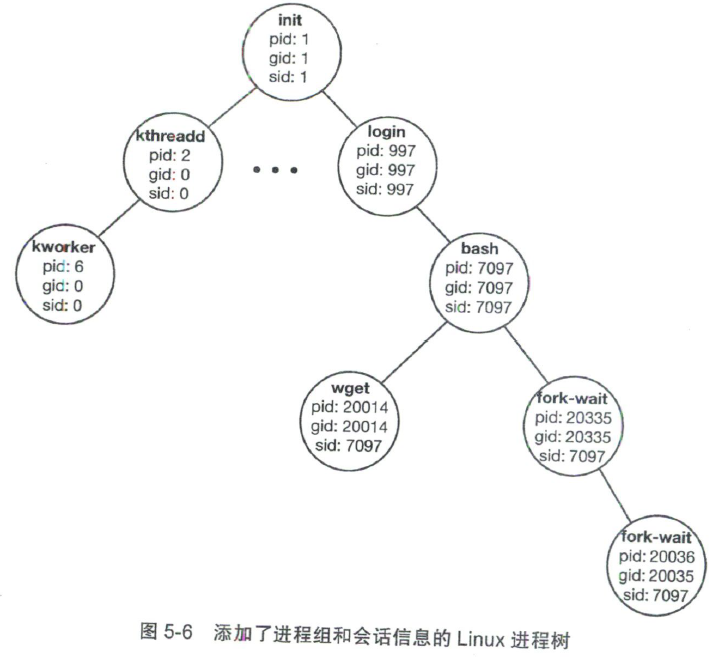 init
pid: 1
gid: 1
sid: 1
kthreadd
pid: 2
gid: 0
sid: 0
...
login
pid: 997
gid: 997
sid: 997
kworker
pid: 6
gid: 0
sid: 0
bash
pid: 7097
gid: 7097
sid: 7097
wget
pid: 20014
gid: 20014
sid: 7097
fork-wait
pid: 20335
gid: 20335
sid: 7097
fork-wait
pid: 20036
gid: 20035
sid: 7097
图 5-6 添加了进程组和会话信息的 Linux 进程树